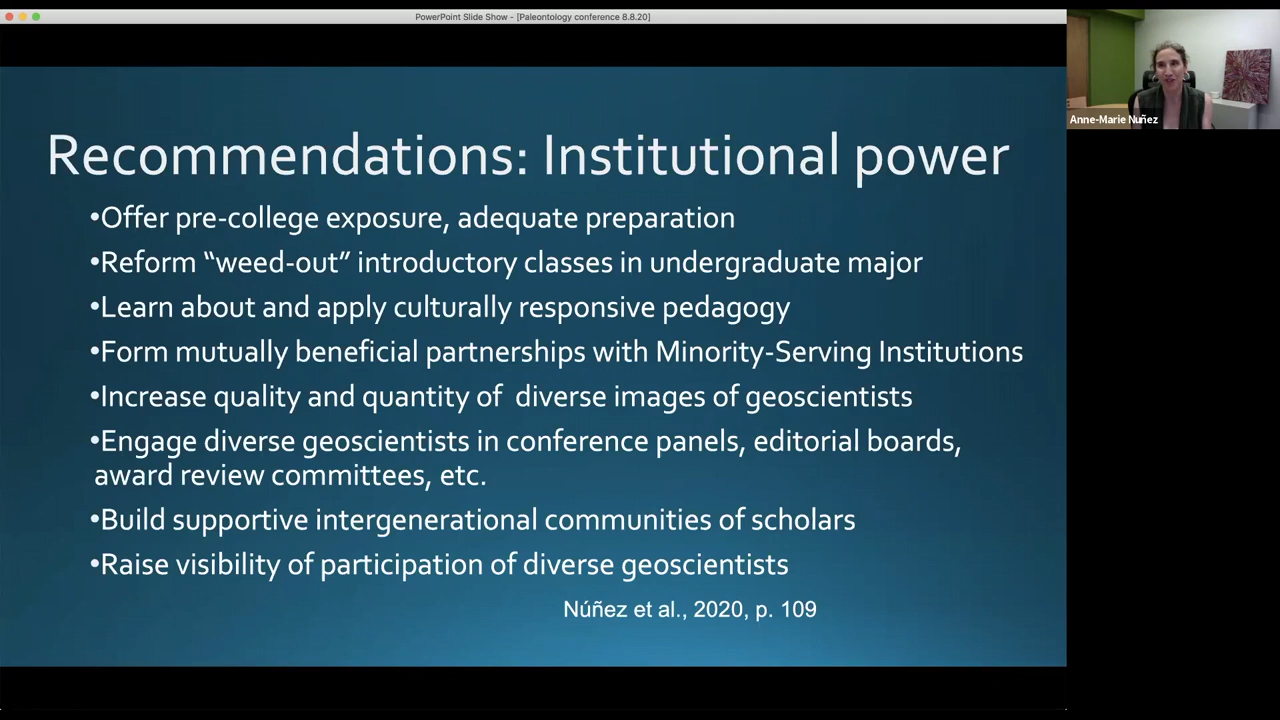 PowerPoint Slide Show - [Paleontology conference 8.8.20]
Anne-Marie Nuñez
Recommendations: Institutional power
•Offer pre-college exposure, adequate preparation
•Reform “weed-out” introductory classes in undergraduate major
•Learn about and apply culturally responsive pedagogy
•Form mutually beneficial partnerships with Minority-Serving Institutions
•Increase quality and quantity of  diverse images of geoscientists
•Engage diverse geoscientists in conference panels, editorial boards,
award review committees, etc.
•Build supportive intergenerational communities of scholars
•Raise visibility of participation of diverse geoscientists
Núñez et al., 2020, p. 109